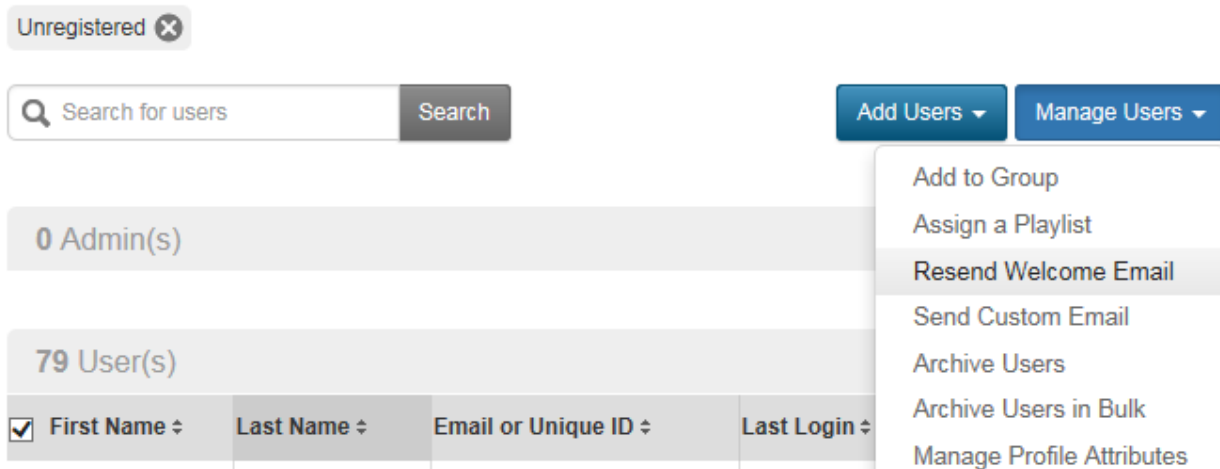 Unregistered
Search for users Search Add Users Manage Users
Add to Group
0 Admin(s) Assign a Playlist
Resend Welcome Email
Send Custom Email
79 User(s) Archive Users
Archive Users in Bulk
First Name Last Name Email or Unique ID Last Login
Manage Profile Attributes